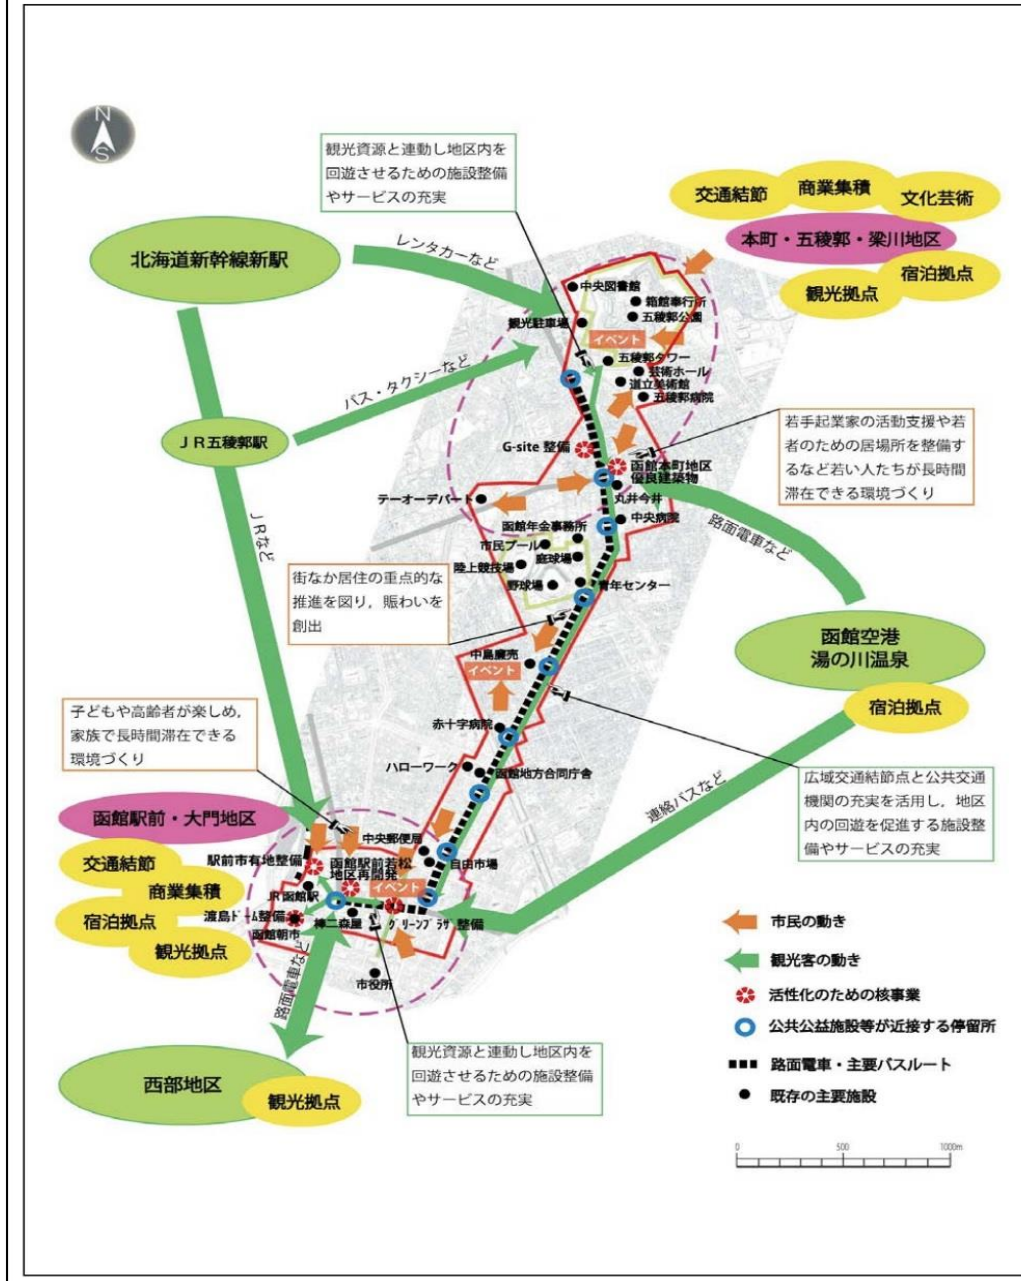 N
S
観光資源と連動し地区内を
回遊させるための施設整備
やサービスの充実
交通結節
商業集積
文化芸術
本町・五稜郭・梁川地区
宿泊拠点
観光拠点
北海道新幹線新駅
レンタカーなど
中央図書館
箱館奉行所
五稜郭公園
観光駐車場
イベント
五稜郭タワー
芸術ホール
道立美術館
五稜郭病院
バス・タクシーなど
JR五稜郭駅
若手起業家の活動支援や若
者のための居場所を整備す
るなど若い人たちが長時間
滞在できる環境づくり
G-site 整備
函館本町地区
優良建築物
丸井今井
テーオーデパート
中央病院
路面電車など
函館年金事務所
市民プール
庭球場
陸上競技場
野球場
青年センター
JRなど
街なか居住の重点的な
推進を図り，賑わいを
創出
函館空港
湯の川温泉
宿泊拠点
中島廉売
イベント
子どもや高齢者が楽しめ，
家族で長時間滞在できる
環境づくり
赤十字病院
ハローワーク
函館地方合同庁舎
広域交通結節点と公共交通
機関の充実を活用し，地区
内の回遊を促進する施設整
備やサービスの充実
連絡バスなど
函館駅前・大門地区
交通結節
商業集積
宿泊拠点
観光拠点
中央郵便局
自由市場
駅前市有地整備
函館駅前若松
地区再開発
イベント
JR函館駅
渡島ドーム整備
函館朝市
棒二森屋
グリーンプラザ 整備
市役所
路面電車など
市民の動き
観光客の動き
活性化のための核事業
公共公益施設等が近接する停留所
路面電車・主要バスルート
既存の主要施設
観光資源と連動し地区内を
回遊させるための施設整備
やサービスの充実
西部地区
観光拠点
0 500 1000m